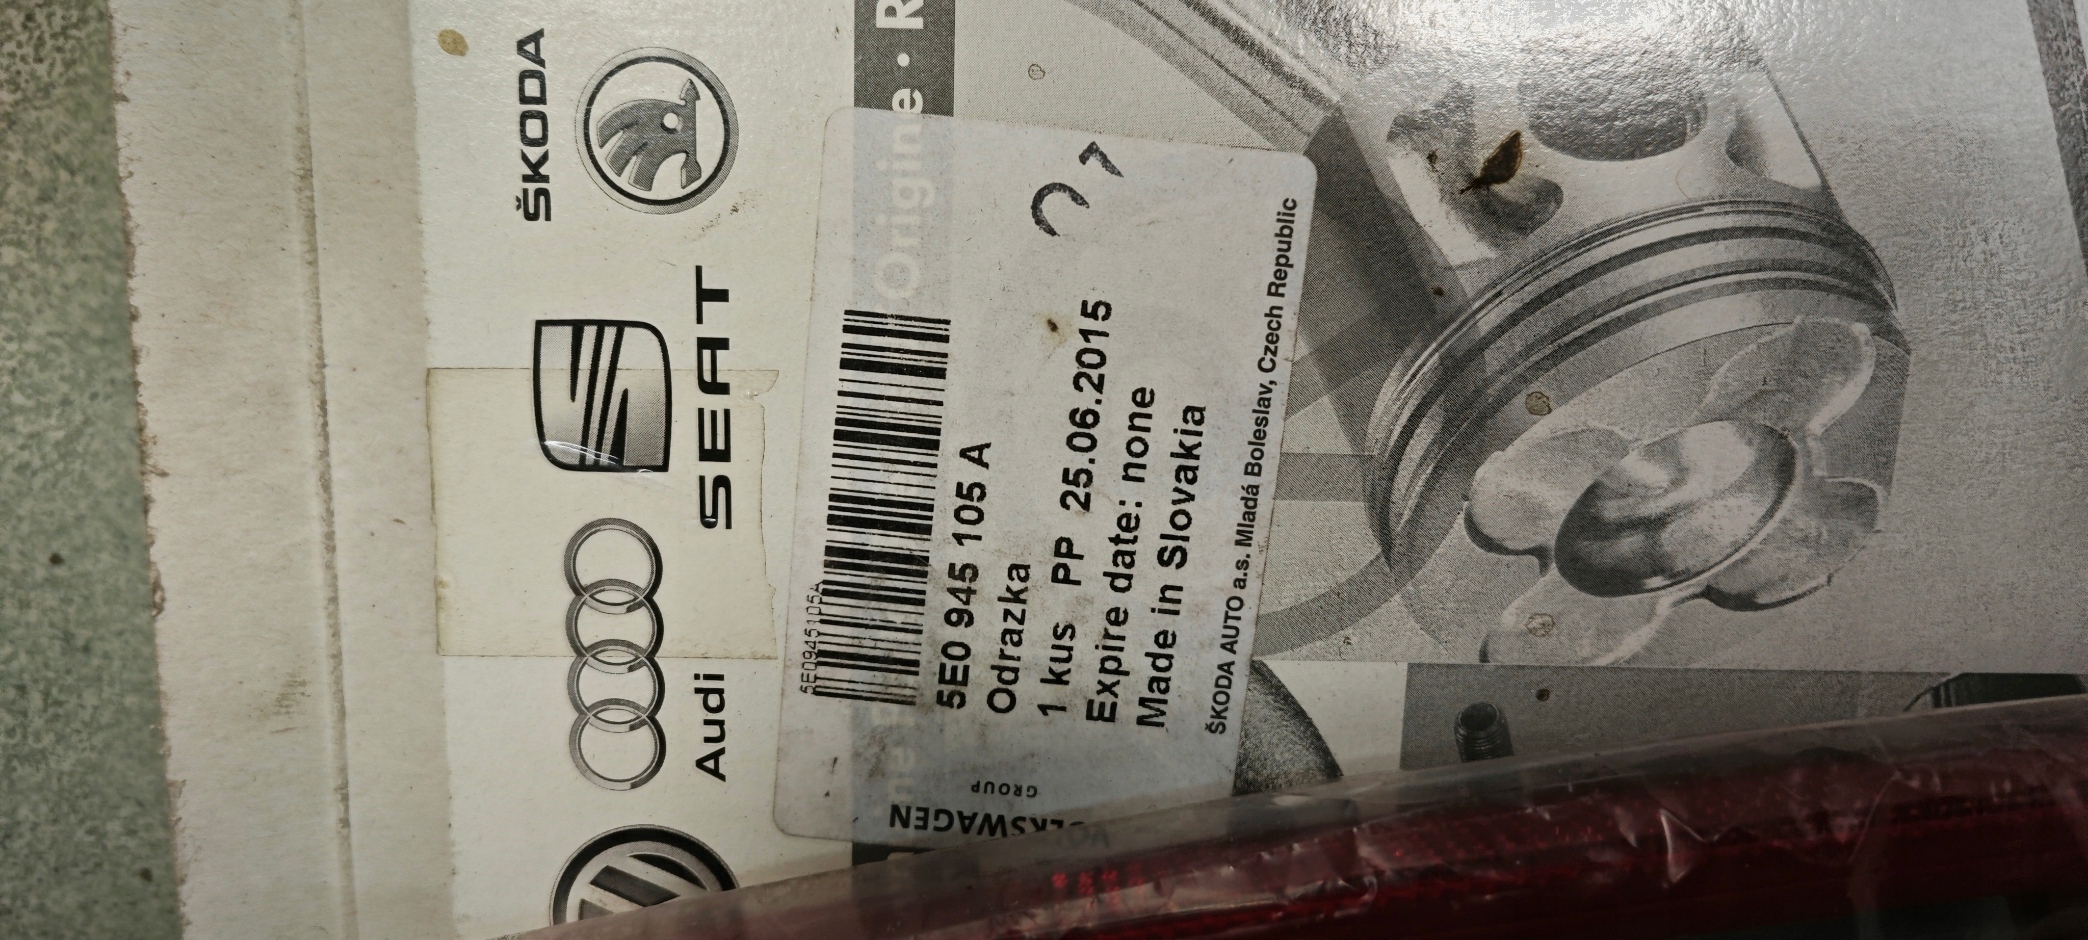 ŠKODA
SEAT
Audi
Origine • R
5E0945105A
5E0 945 105 A
Odrazka
1 kus PP 25.06.2015
Expire date: none
Made in Slovakia
ŠKODA AUTO a.s. Mladá Boleslav, Czech Republic
VOLKSWAGEN
GROUP